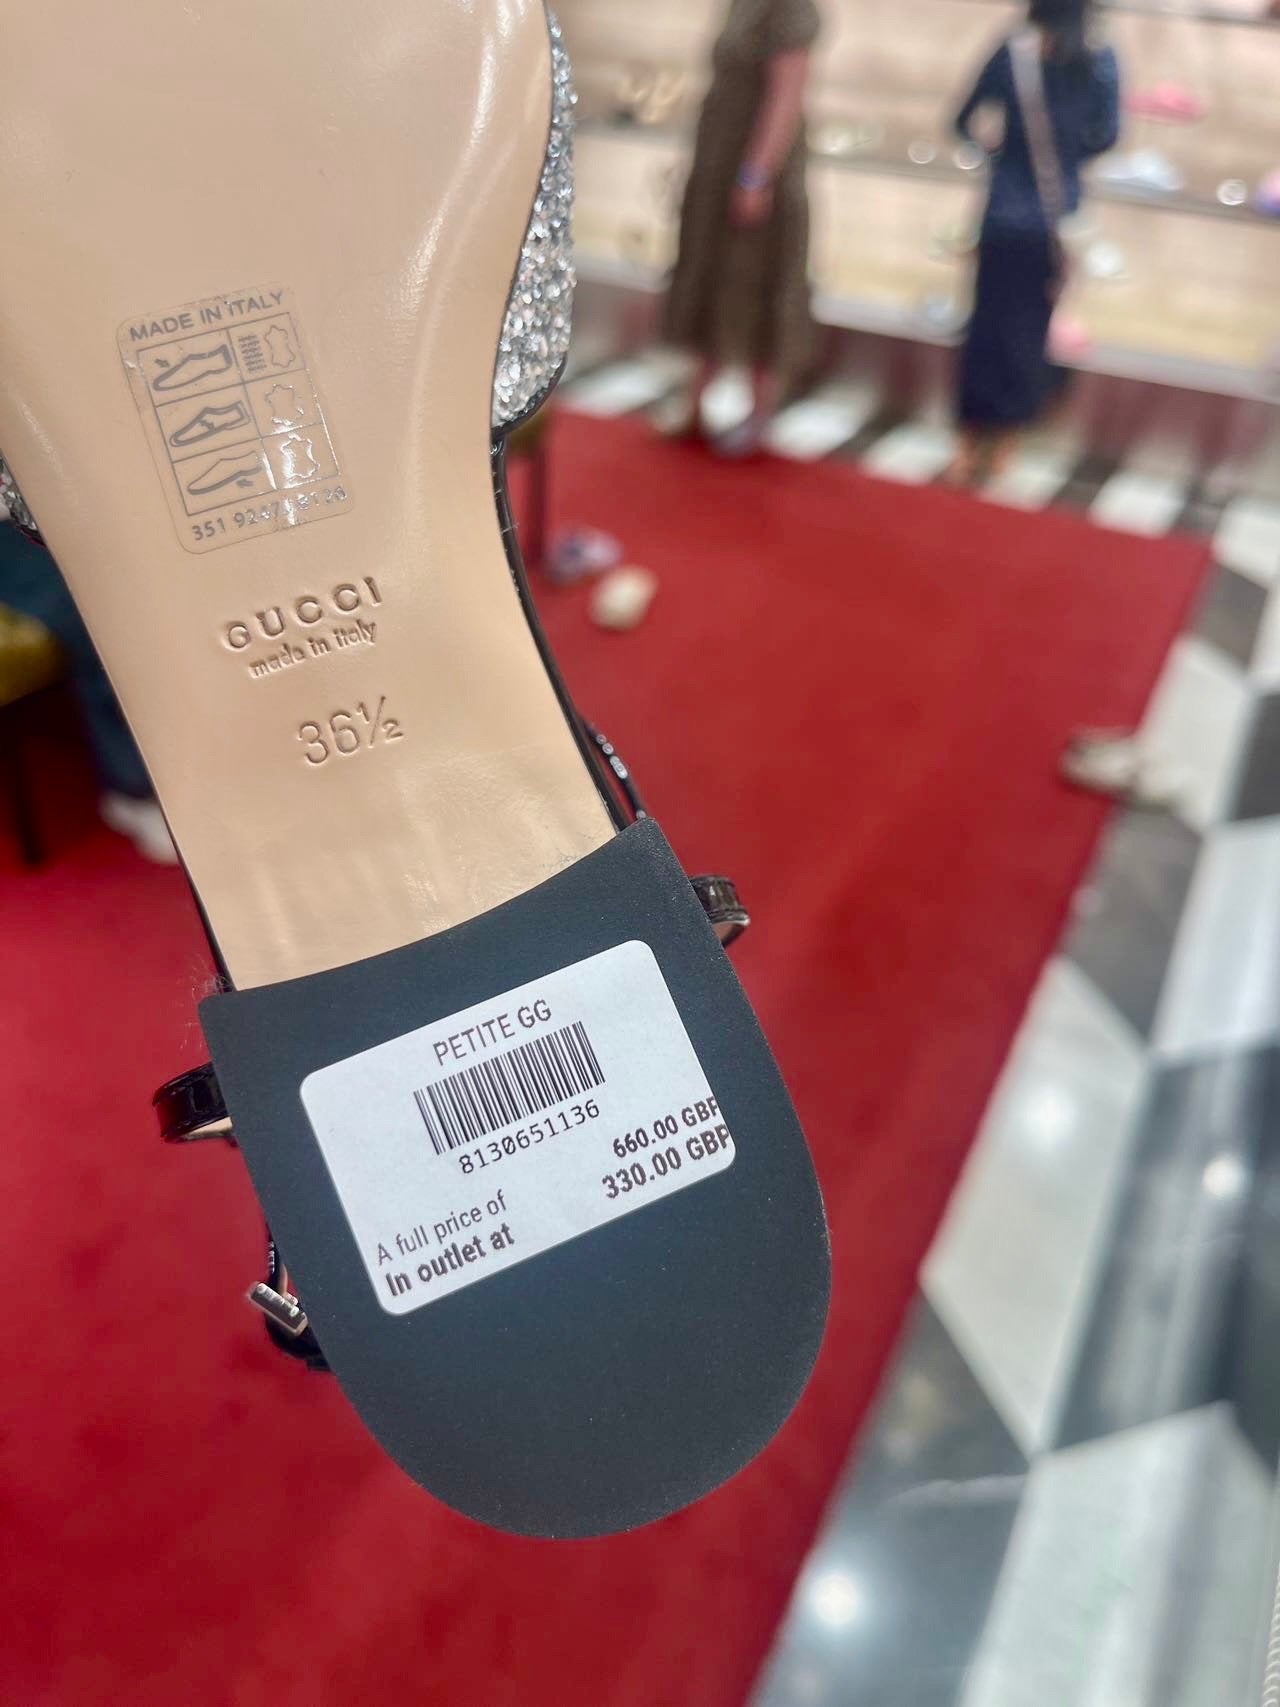 MADE IN ITALY
GUCCI
made in italy
36½
PETITE GG
8130651136
A full price of 660.00 GBP
In outlet at 330.00 GBP